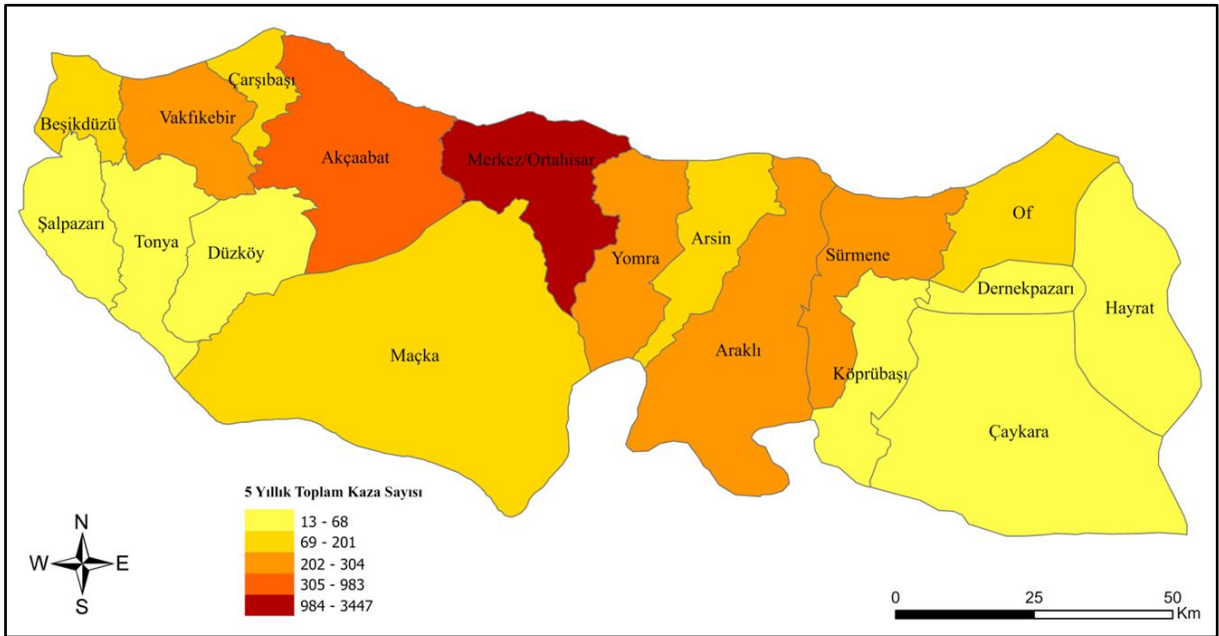 Çarşıbaşı
Beşikdüzü
Vakfıkebir
Akçaabat
Merkez/Ortahisar
Şalpazarı
Tonya
Düzköy
Yomra
Arsin
Sürmene
Of
Dernekpazarı
Hayrat
Maçka
Araklı
Köprübaşı
Çaykara
5 Yıllık Toplam Kaza Sayısı
13 - 68
69 - 201
202 - 304
305 - 983
984 - 3447
N
W E
S
0 25 50
Km